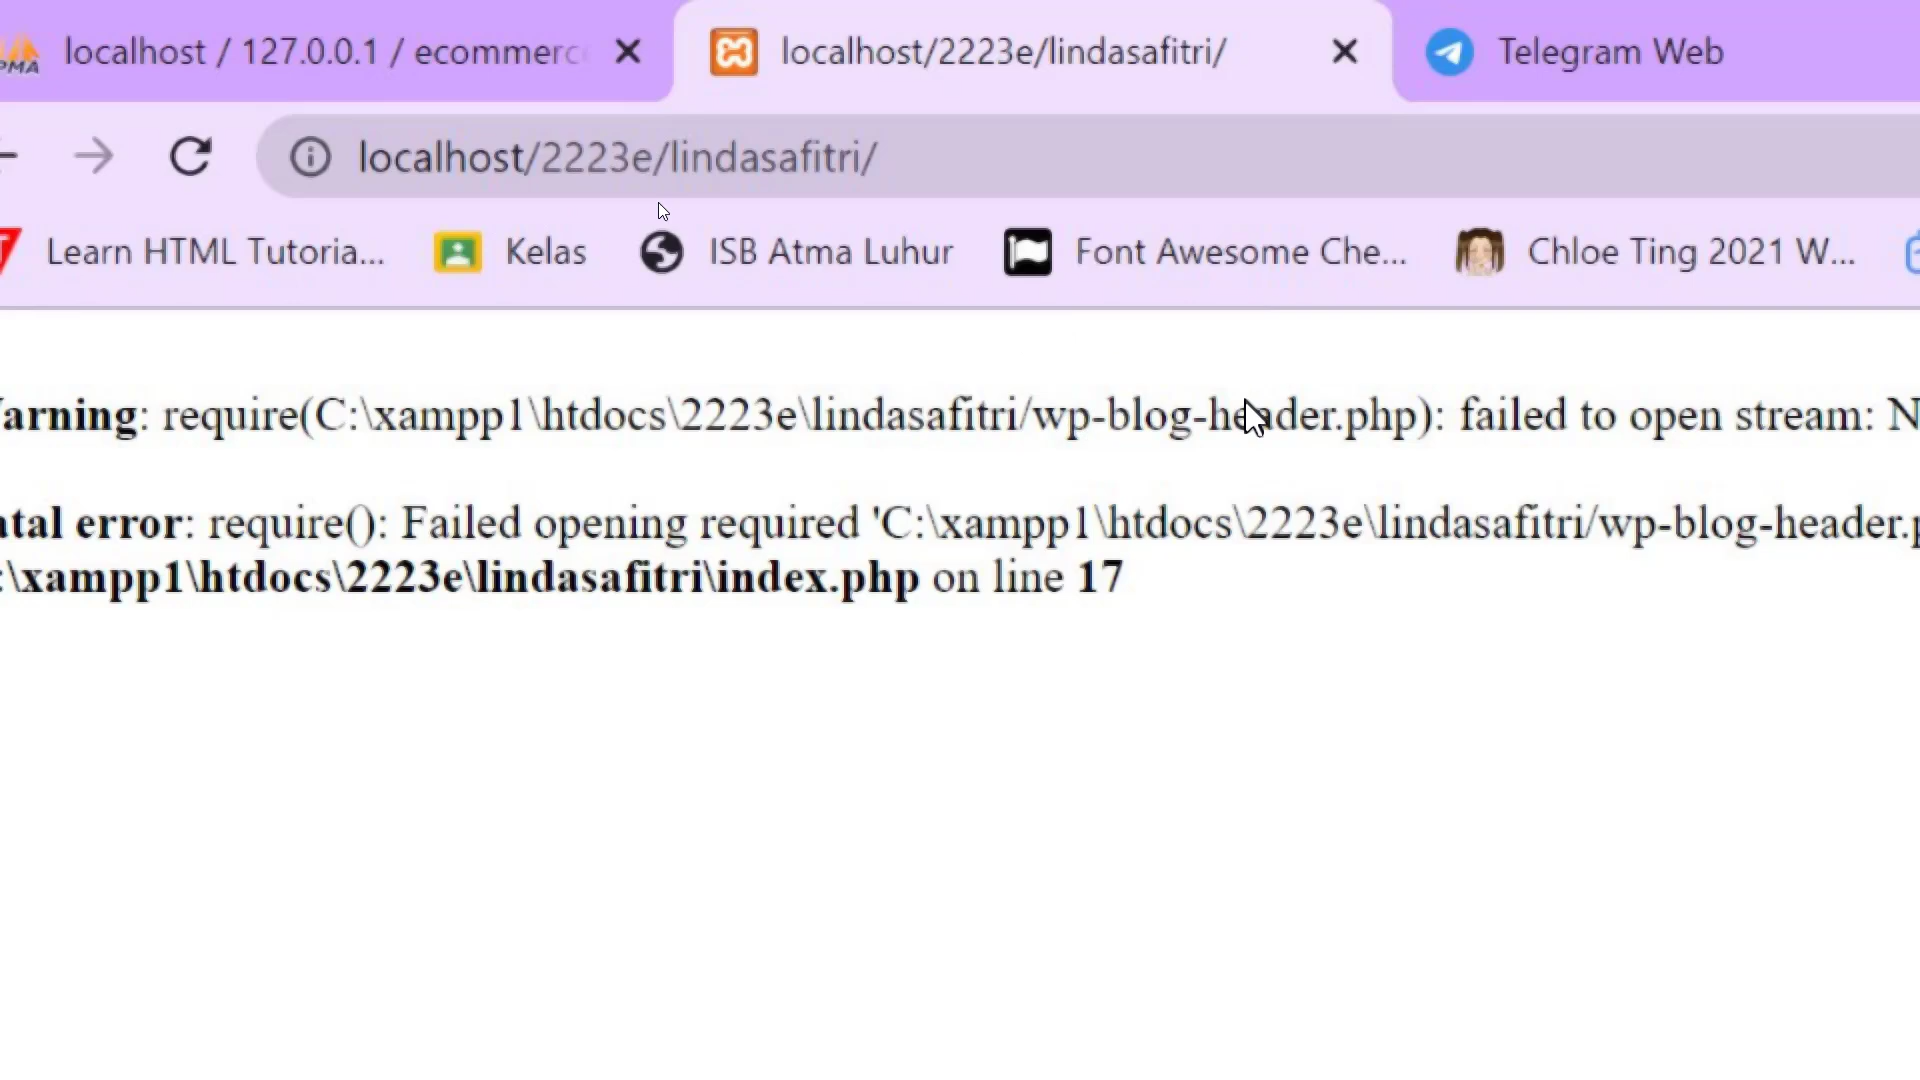 PMA localhost / 127.0.0.1 / ecommerc
localhost/2223e/lindasafitri/
Telegram Web
localhost/2223e/lindasafitri/
Learn HTML Tutoria...
Kelas
ISB Atma Luhur
Font Awesome Che...
Chloe Ting 2021 W...
arning: require(C:\xampp1\htdocs\2223e\lindasafitri/wp-blog-header.php): failed to open stream: N
atal error: require(): Failed opening required 'C:\xampp1\htdocs\2223e\lindasafitri/wp-blog-header.p
:\xampp1\htdocs\2223e\lindasafitri\index.php on line 17